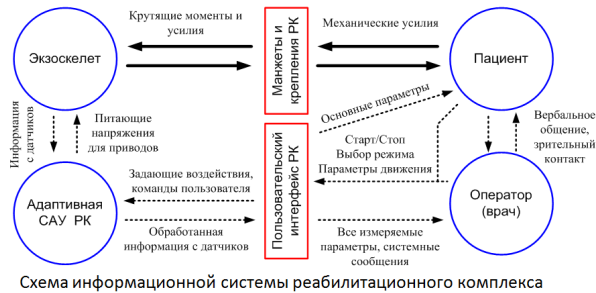 Крутящие моменты и
усилия
Механические усилия
Экзоскелет
Манжеты и
крепления РК
Пациент
Информация
с датчиков
Питающие
напряжения
для приводов
Основные параметры
Старт/Стоп
Выбор режима
Параметры движения
Вербальное
общение,
зрительный
контакт
Адаптивная
САУ РК
Задающие воздействия,
команды пользователя
Обработанная
информация с датчиков
Пользовательский
интерфейс РК
Все измеряемые
параметры, системные
сообщения
Оператор
(врач)
Схема информационной системы реабилитационного комплекса